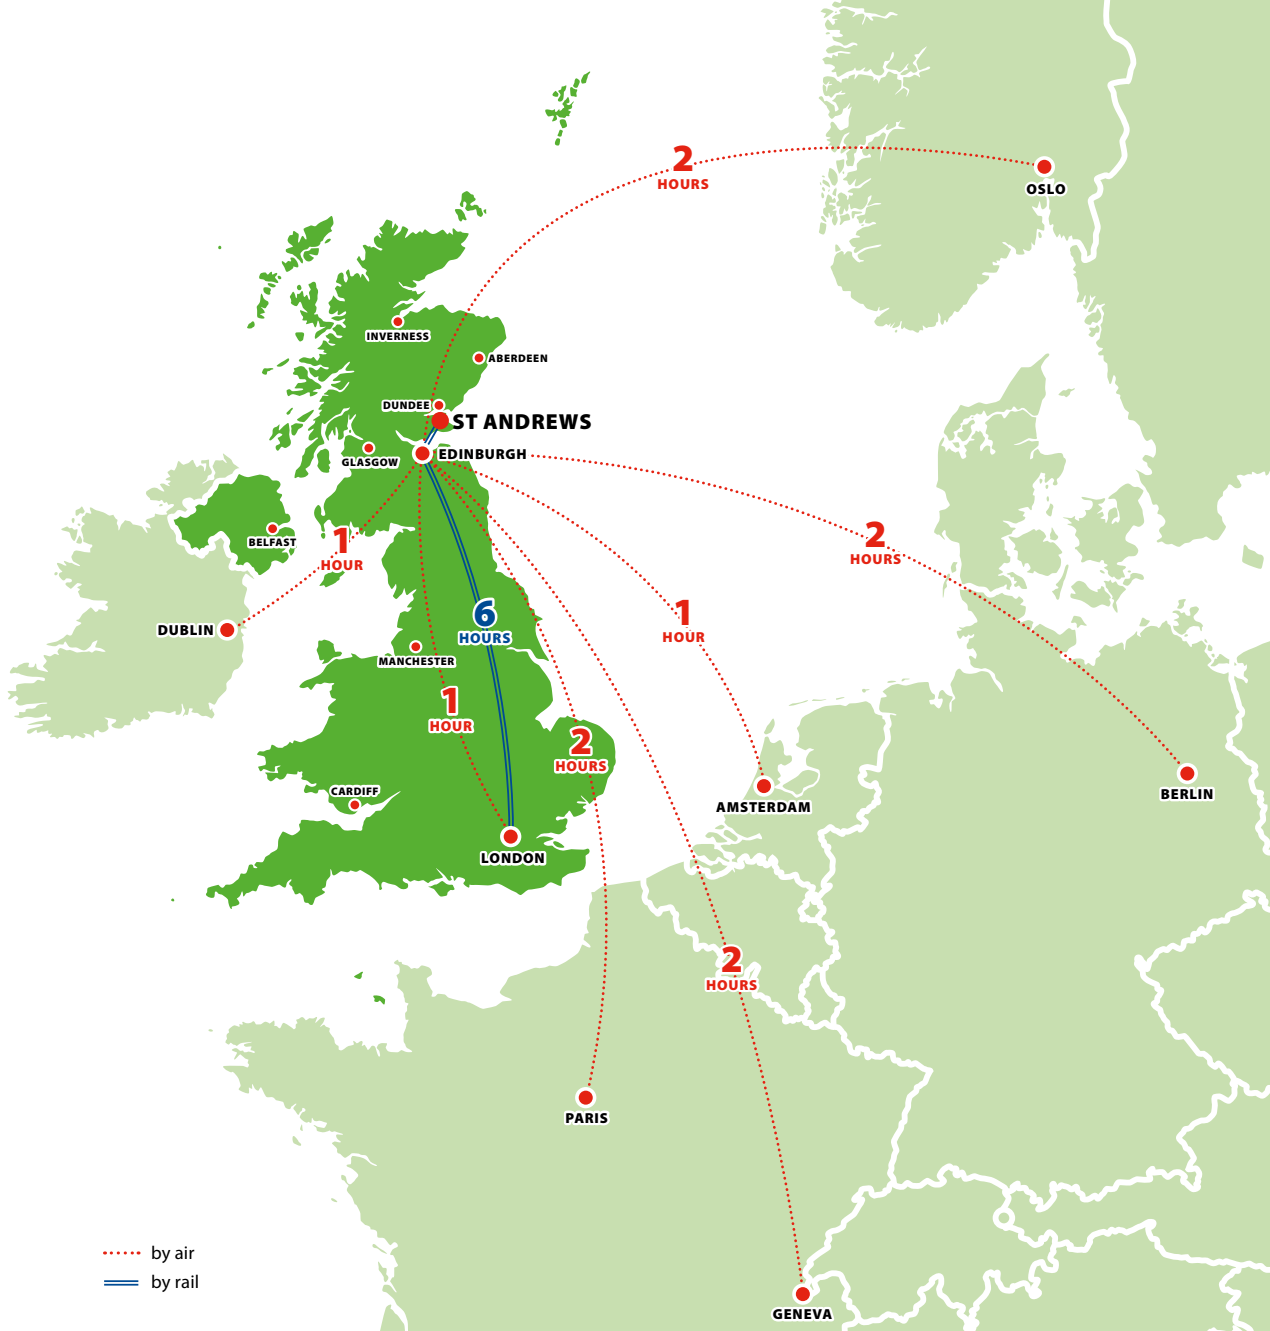 2
HOURS
OSLO
INVERNESS
ABERDEEN
DUNDEE
ST ANDREWS
GLASGOW
EDINBURGH
BELFAST
1
HOUR
2
HOURS
DUBLIN
6
HOURS
1
HOUR
MANCHESTER
1
HOUR
2
HOURS
CARDIFF
AMSTERDAM
BERLIN
LONDON
2
HOURS
PARIS
by air
by rail
GENEVA